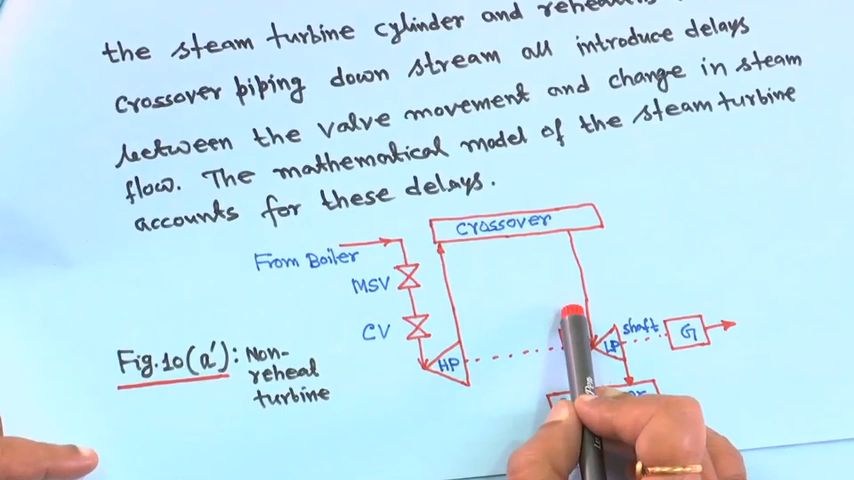 the steam turbine cylinder and
crossover piping down stream all introduce delays
between the valve movement and change in steam
flow. The mathematical model of the steam turbine
accounts for these delays.
Crossover
From Boiler
MSV
CV
HP
LP
shaft
G
Fig.10(a'): Non-
reheal
turbine